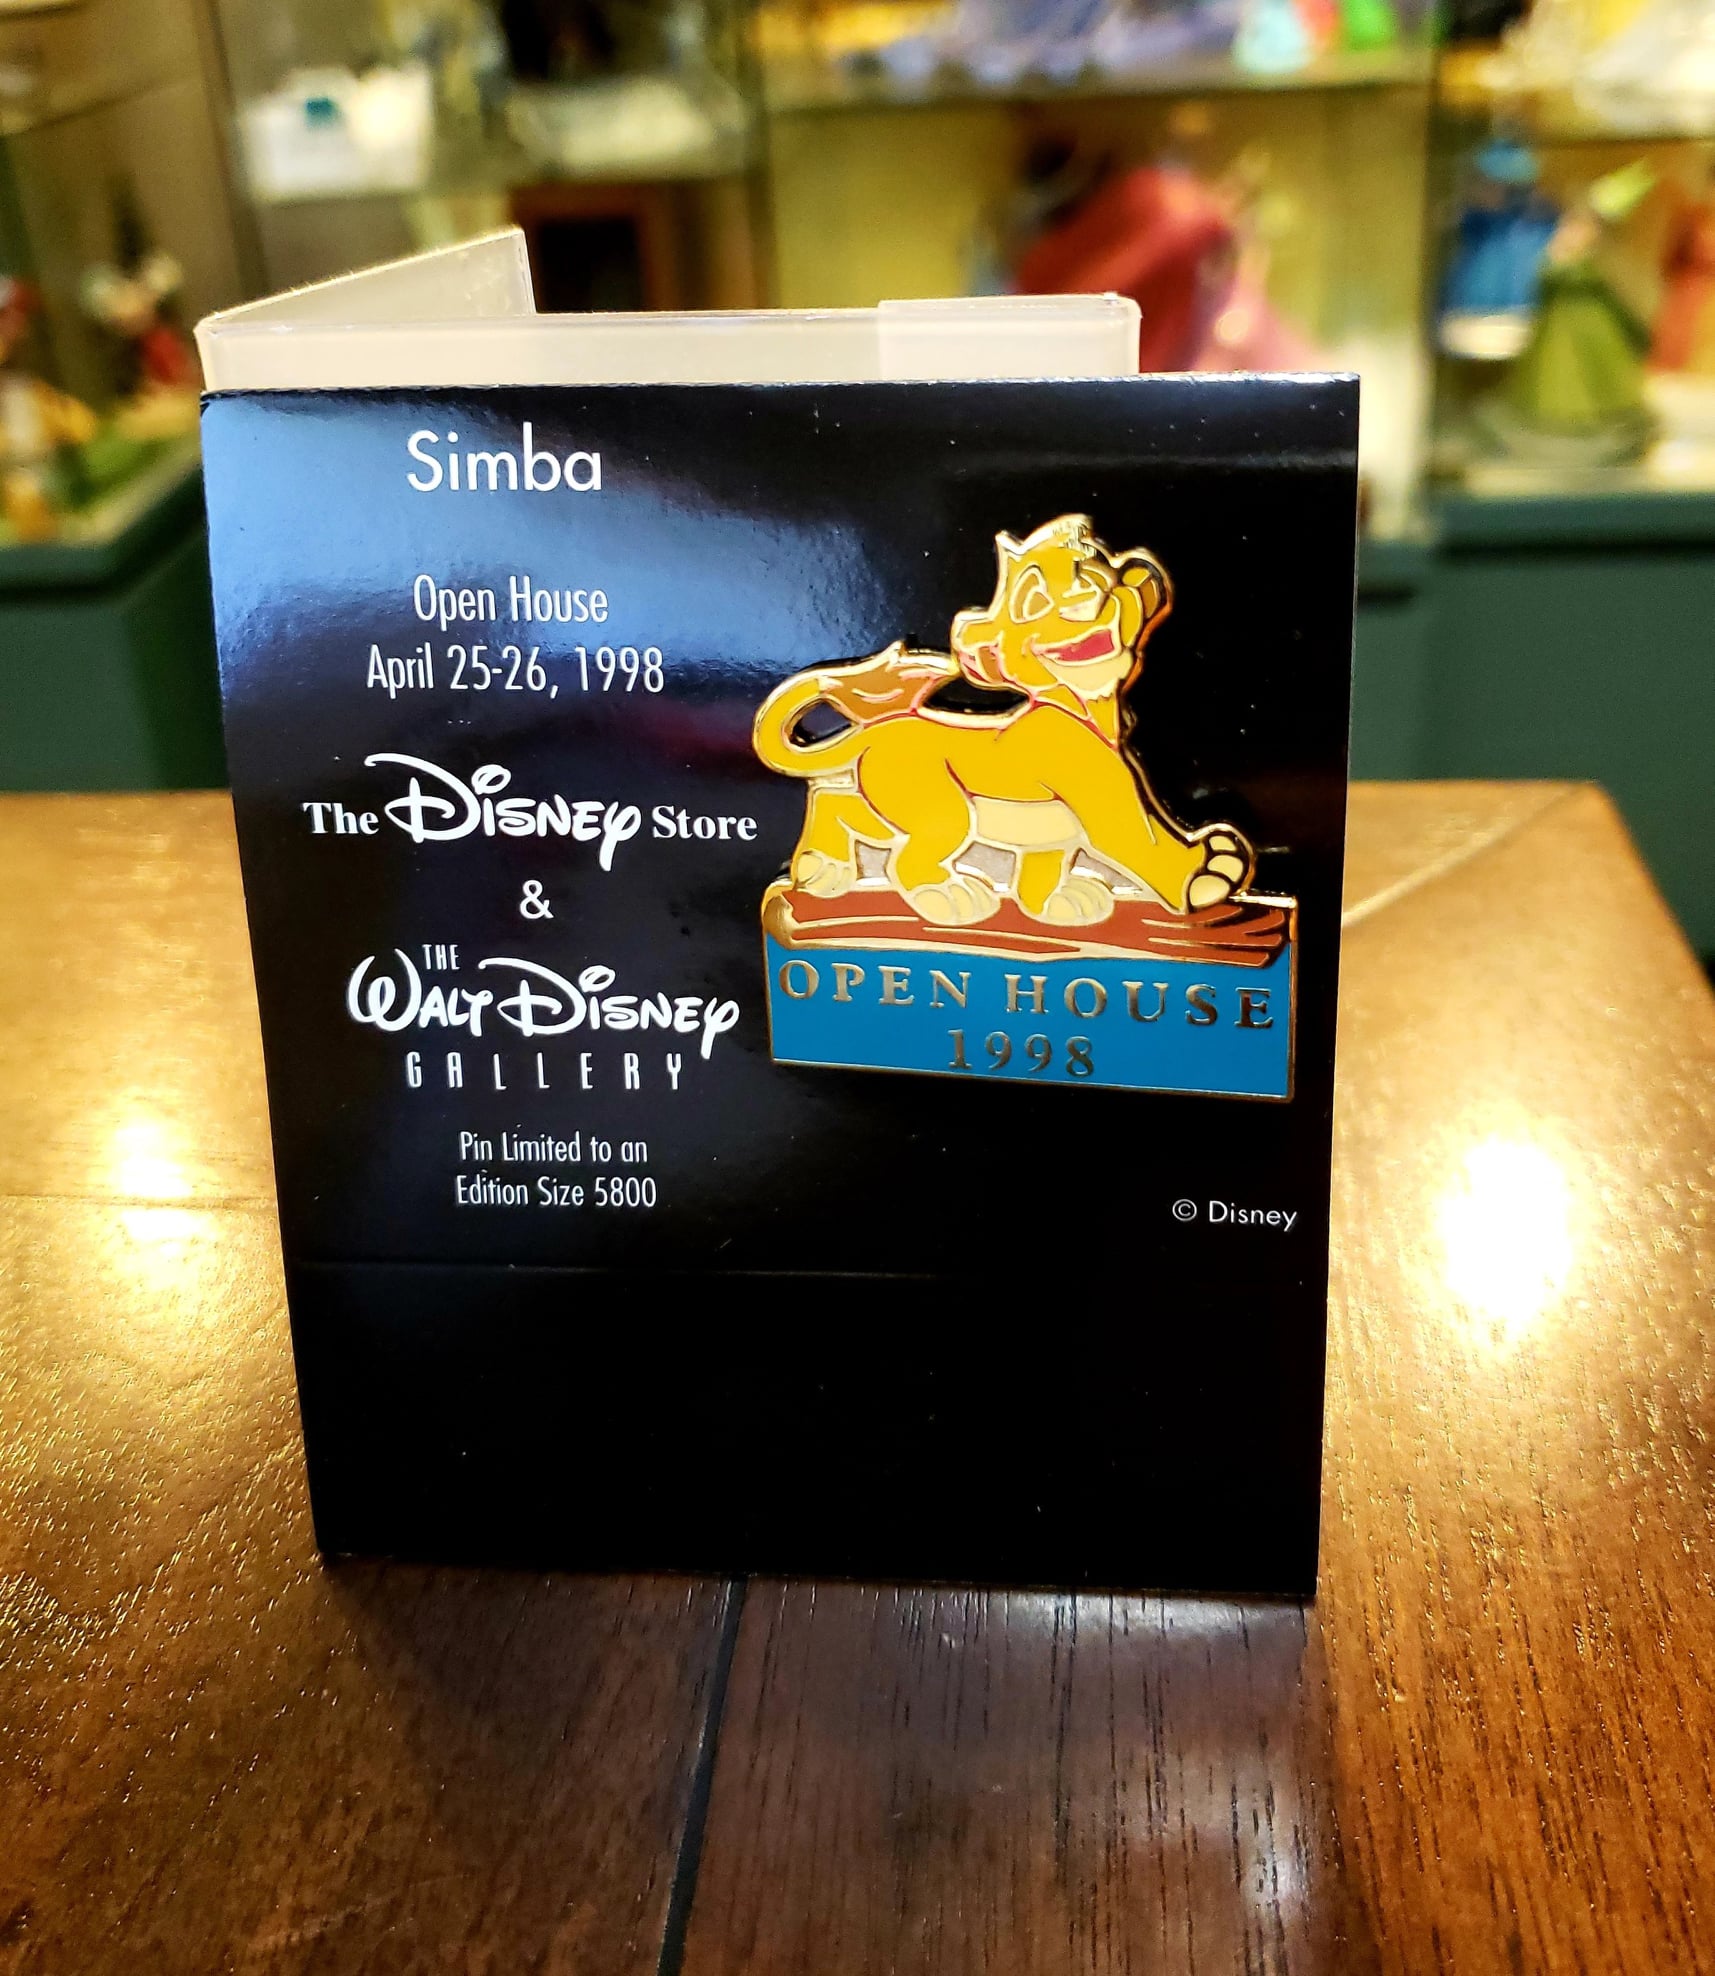 Simba
Open House
April 25-26, 1998
The Disney Store
&
THE
WALT DISNEY
GALLERY
Pin Limited to an
Edition Size 5800
OPEN HOUSE
1998
© Disney